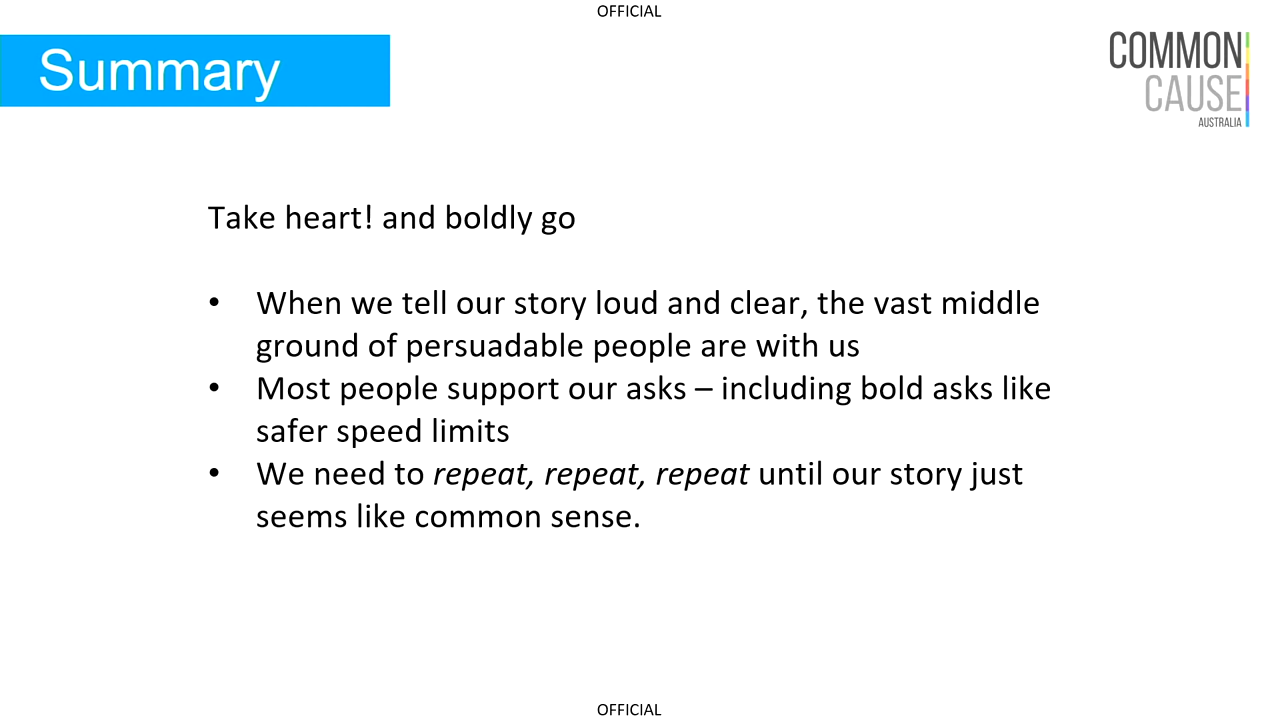 OFFICIAL
Summary
COMMON
CAUSE
AUSTRALIA
Take heart! and boldly go
• When we tell our story loud and clear, the vast middle
ground of persuadable people are with us
• Most people support our asks – including bold asks like
safer speed limits
• We need to repeat, repeat, repeat until our story just
seems like common sense.
OFFICIAL